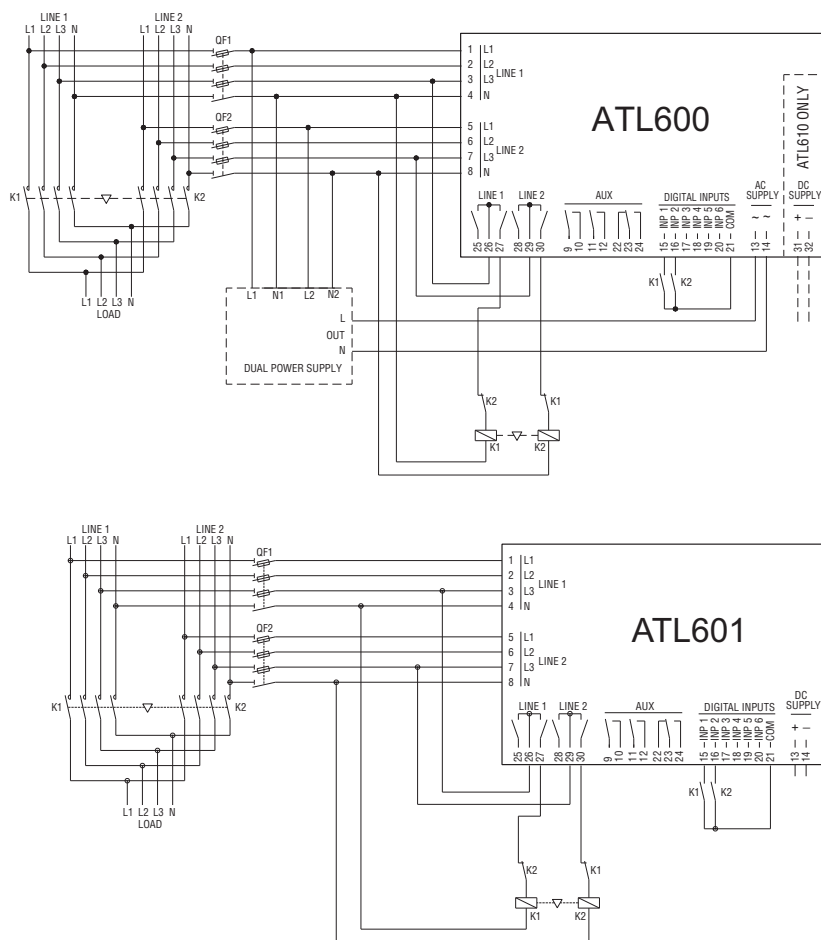 LINE 1 LINE 2
L1 L2 L3 N L1 L2 L3 N
QF1
1 L1
2 L2
3 L3
4 N
LINE 1
QF2
5 L1
6 L2
7 L3
8 N
LINE 2
ATL600
ATL610 ONLY
K1 K2
LINE 1 LINE 2 AUX DIGITAL INPUTS AC SUPPLY DC SUPPLY
INP 1 INP 2 INP 3 INP 4 INP 5 INP 6 COM ~ ~ + –
25 26 27 28 29 30 9 10 11 12 22 23 24 15 16 17 18 19 20 21 13 14 31 32
K1 K2
L1 L2 L3 N
LOAD
L1 N1 L2 N2
L
OUT
N
DUAL POWER SUPPLY
K2 K1
K1 K2
LINE 1 LINE 2
L1 L2 L3 N L1 L2 L3 N
QF1
1 L1
2 L2
3 L3
4 N
LINE 1
QF2
5 L1
6 L2
7 L3
8 N
LINE 2
ATL601
K1 K2
LINE 1 LINE 2 AUX DIGITAL INPUTS DC SUPPLY
INP 1 INP 2 INP 3 INP 4 INP 5 INP 6 COM + –
25 26 27 28 29 30 9 10 11 12 22 23 24 15 16 17 18 19 20 21 13 14
K1 K2
L1 L2 L3 N
LOAD
K2 K1
K1 K2